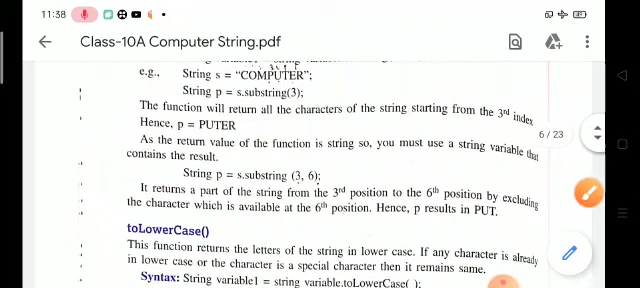 11:38
Class-10A Computer String.pdf
e.g., String s = "COMPUTER";
String p = s.substring(3);
The function will return all the characters of the string starting from the 3rd index
Hence, p = PUTER
6 / 23
As the return value of the function is string so, you must use a string variable that
contains the result.
String p = s.substring (3, 6);
It returns a part of the string from the 3rd position to the 6th position by excluding
the character which is available at the 6th position. Hence, p results in PUT.
toLowerCase()
This function returns the letters of the string in lower case. If any character is already
in lower case or the character is a special character then it remains same.
Syntax: String variable1 = string variable.toLowerCase( );